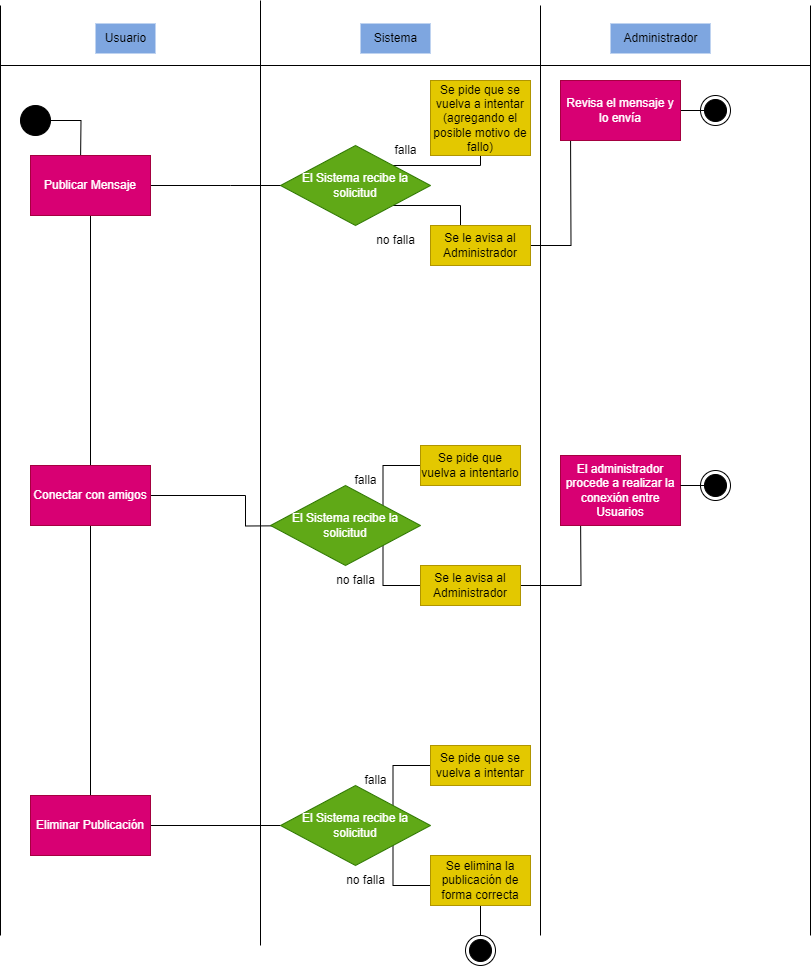 Usuario
Sistema
Administrador
Se pide que se
vuelva a intentar
(agregando el
posible motivo de
fallo)
Revisa el mensaje y
lo envía
falla
Publicar Mensaje
El Sistema recibe la
solicitud
no falla
Se le avisa al
Administrador
Se pide que
vuelva a intentarlo
falla
El administrador
procede a realizar la
conexión entre
Usuarios
Conectar con amigos
El Sistema recibe la
solicitud
no falla
Se le avisa al
Administrador
Se pide que se
vuelva a intentar
falla
Eliminar Publicación
El Sistema recibe la
solicitud
no falla
Se elimina la
publicación de
forma correcta